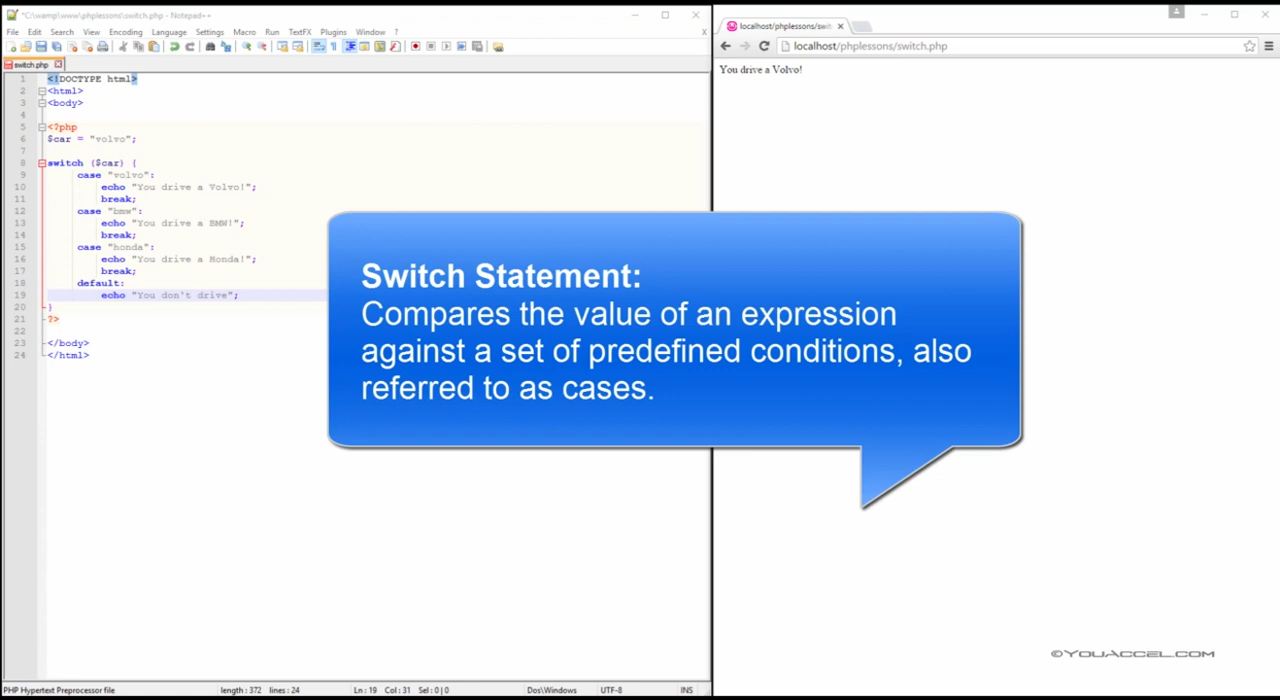 *C:\wamp\www\phplessons\switch.php - Notepad++
File Edit Search View Encoding Language Settings Macro Run TextFX Plugins Window ? X
switch.php
1 <!DOCTYPE html>
2 <html>
3 <body>
4
5 <?php
6 $car = "volvo";
7
8 switch ($car) {
9 case "volvo":
10 echo "You drive a Volvo!";
11 break;
12 case "bmw":
13 echo "You drive a BMW!";
14 break;
15 case "honda":
16 echo "You drive a Honda!";
17 break;
18 default:
19 echo "You don't drive";
20 }
21 ?>
22
23 </body>
24 </html>
PHP Hypertext Preprocessor file length : 372 lines : 24 Ln : 19 Col : 31 Sel : 0 | 0 Dos\Windows UTF-8 INS
localhost/phplessons/swit
localhost/phplessons/switch.php
You drive a Volvo!
Switch Statement:
Compares the value of an expression
against a set of predefined conditions, also
referred to as cases.
©YOUACCEL.COM